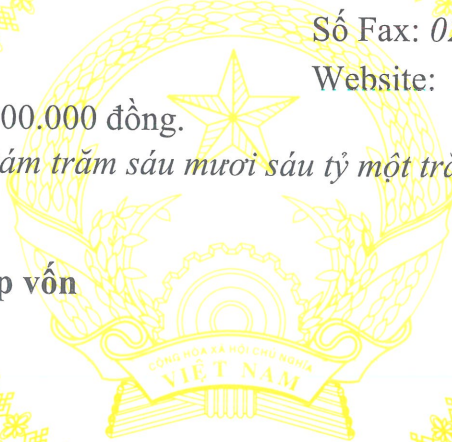 Số Fax: 02
Website:
00.000 đồng.
ám trăm sáu mươi sáu tỷ một tră
p vốn
CỘNG HÒA XÃ HỘI CHỦ NGHĨA
VIỆT NAM